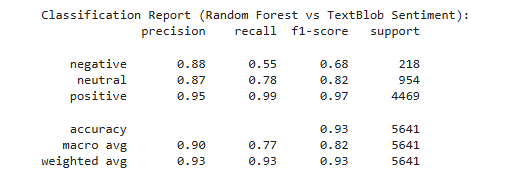 Classification Report (Random Forest vs TextBlob Sentiment):
precision recall f1-score support
negative 0.88 0.55 0.68 218
neutral 0.87 0.78 0.82 954
positive 0.95 0.99 0.97 4469
accuracy 0.93 5641
macro avg 0.90 0.77 0.82 5641
weighted avg 0.93 0.93 0.93 5641